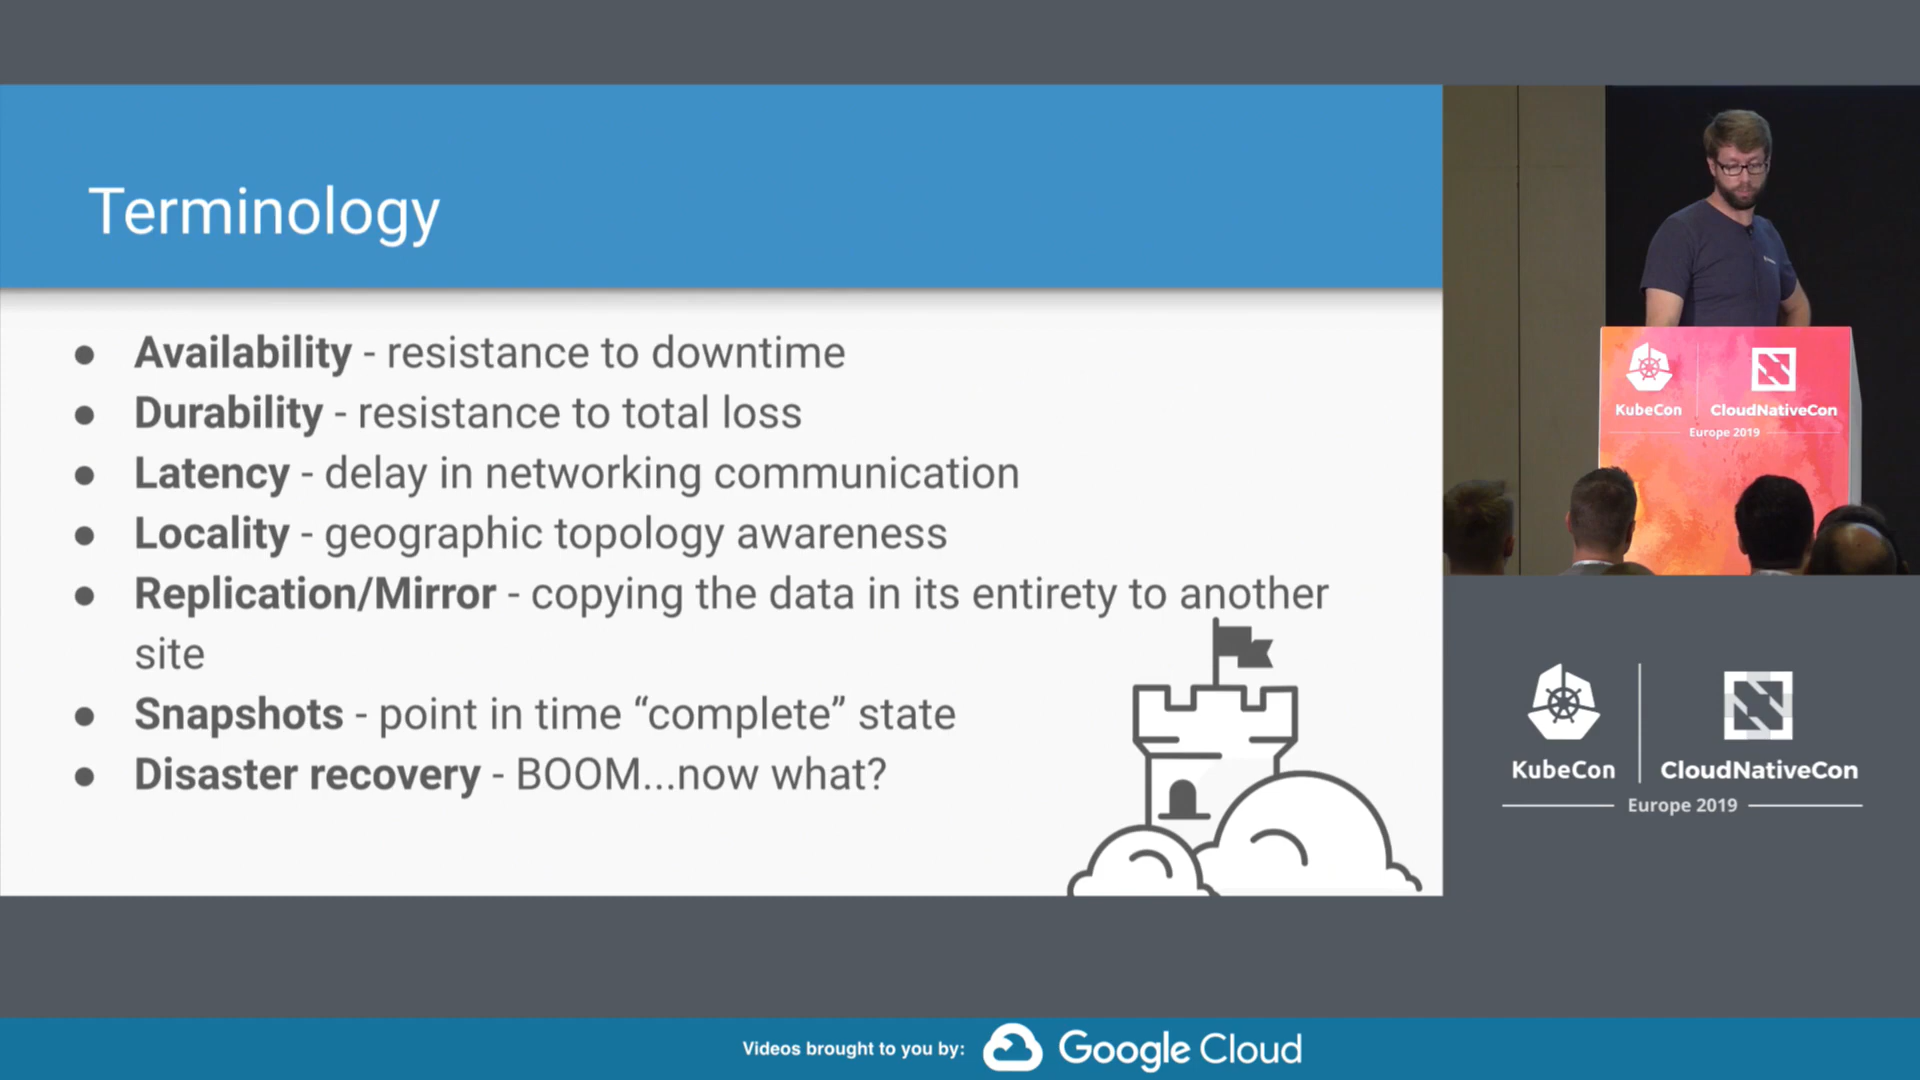 Terminology
● Availability - resistance to downtime
● Durability - resistance to total loss
● Latency - delay in networking communication
● Locality - geographic topology awareness
● Replication/Mirror - copying the data in its entirety to another
site
● Snapshots - point in time “complete” state
● Disaster recovery - BOOM...now what?
KubeCon
CloudNativeCon
Europe 2019
KubeCon
CloudNativeCon
Europe 2019
Videos brought to you by:
Google Cloud